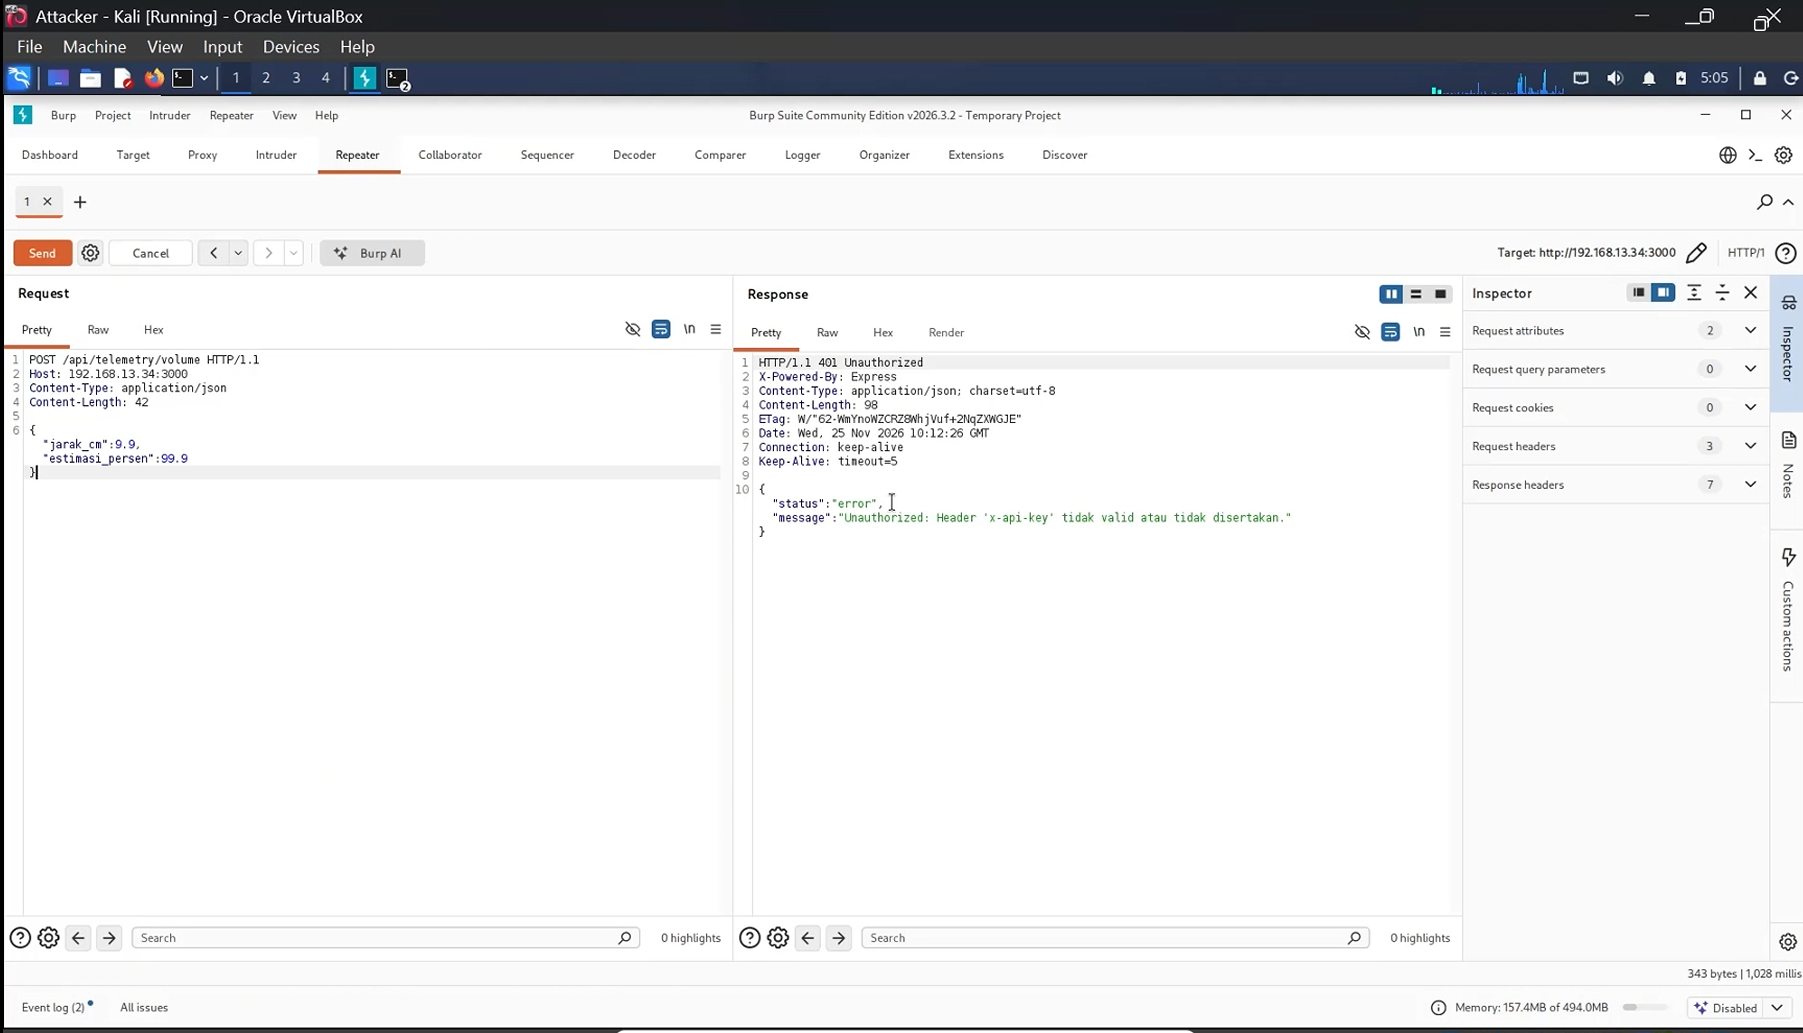 Attacker - Kali [Running] - Oracle VirtualBox
File Machine View Input Devices Help
1 2 3 4 2 5:05
Burp Project Intruder Repeater View Help Burp Suite Community Edition v2026.3.2 - Temporary Project
Dashboard Target Proxy Intruder Repeater Collaborator Sequencer Decoder Comparer Logger Organizer Extensions Discover
1
Send Cancel Burp AI Target: http://192.168.13.34:3000 HTTP/1
Request
Pretty Raw Hex \n
1 POST /api/telemetry/volume HTTP/1.1
2 Host: 192.168.13.34:3000
3 Content-Type: application/json
4 Content-Length: 42
5
6 {
"jarak_cm":9.9,
"estimasi_persen":99.9
}
Search 0 highlights
Response
Pretty Raw Hex Render \n
1 HTTP/1.1 401 Unauthorized
2 X-Powered-By: Express
3 Content-Type: application/json; charset=utf-8
4 Content-Length: 98
5 ETag: W/"62-WmYnoWZCRZ8WhjVuf+2NqZXWGJE"
6 Date: Wed, 25 Nov 2026 10:12:26 GMT
7 Connection: keep-alive
8 Keep-Alive: timeout=5
9
10 {
"status":"error",
"message":"Unauthorized: Header 'x-api-key' tidak valid atau tidak disertakan."
}
Search 0 highlights
Inspector
Request attributes 2
Request query parameters 0
Request cookies 0
Request headers 3
Response headers 7
Inspector
Notes
Custom actions
343 bytes | 1,028 millis
Event log (2) All issues Memory: 157.4MB of 494.0MB Disabled